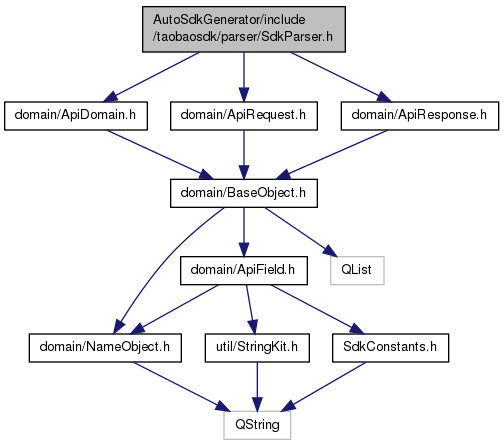 AutoSdkGenerator/include
/taobaosdk/parser/SdkParser.h
domain/ApiDomain.h
domain/ApiRequest.h
domain/ApiResponse.h
domain/BaseObject.h
domain/ApiField.h
QList
domain/NameObject.h
util/StringKit.h
SdkConstants.h
QString